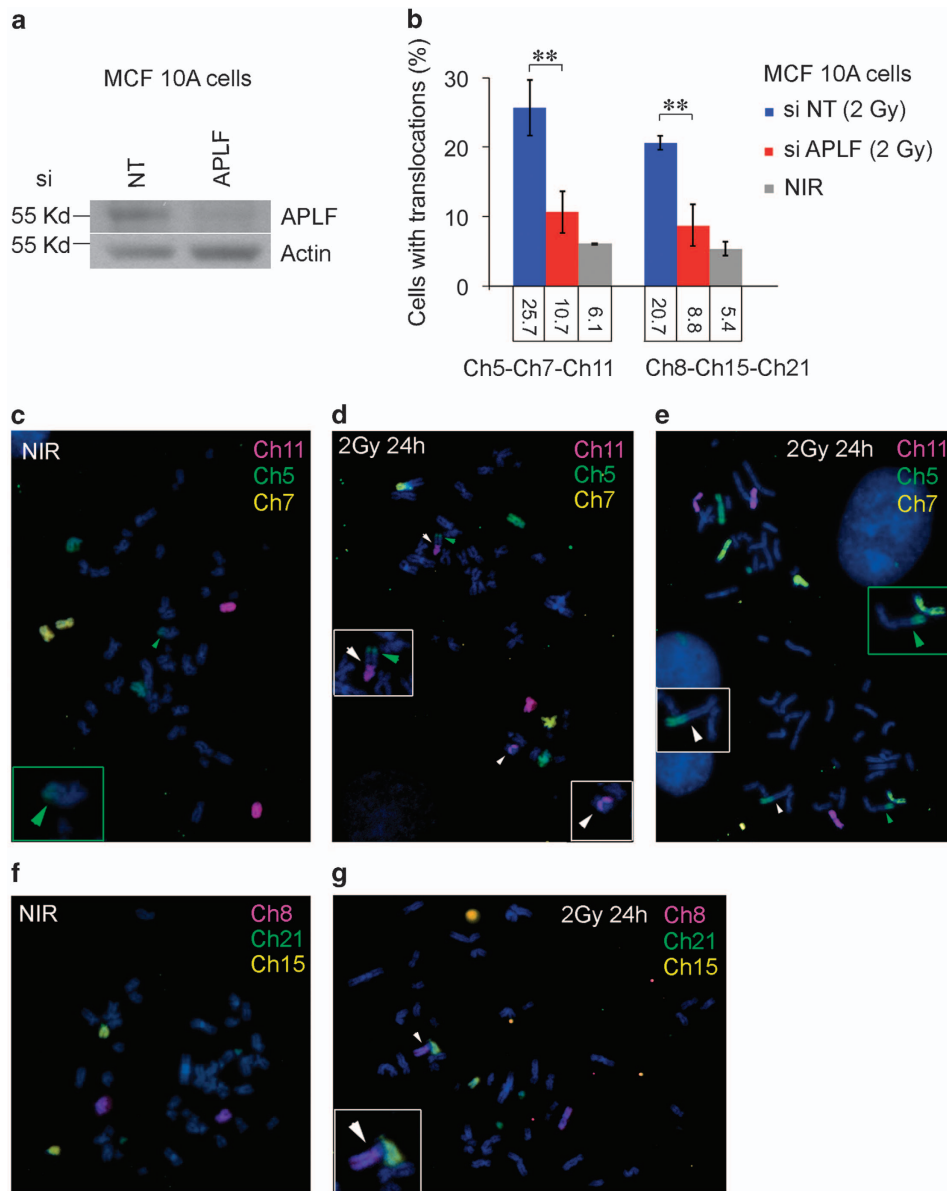 a
MCF 10A cells
si
NT
APLF
55 Kd
APLF
55 Kd
Actin
b
Cells with translocations (%)
30
20
10
0
**
**
25.7
10.7
6.1
20.7
8.8
5.4
Ch5-Ch7-Ch11
Ch8-Ch15-Ch21
MCF 10A cells
si NT (2 Gy)
si APLF (2 Gy)
NIR
c
NIR
Ch11
Ch5
Ch7
d
2Gy 24h
Ch11
Ch5
Ch7
e
2Gy 24h
Ch11
Ch5
Ch7
f
NIR
Ch8
Ch21
Ch15
g
2Gy 24h
Ch8
Ch21
Ch15